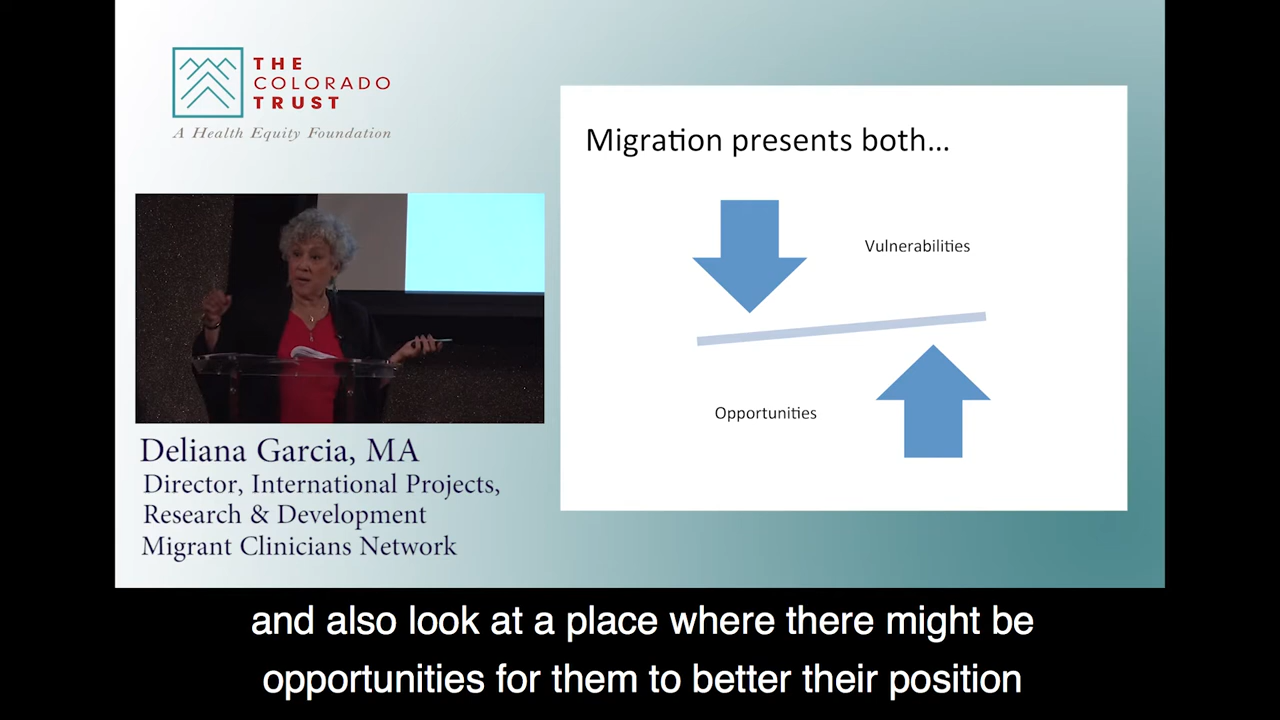 THE
COLORADO
TRUST
A Health Equity Foundation
Migration presents both...
Vulnerabilities
Opportunities
Deliana Garcia, MA
Director, International Projects,
Research & Development
Migrant Clinicians Network
and also look at a place where there might be
opportunities for them to better their position